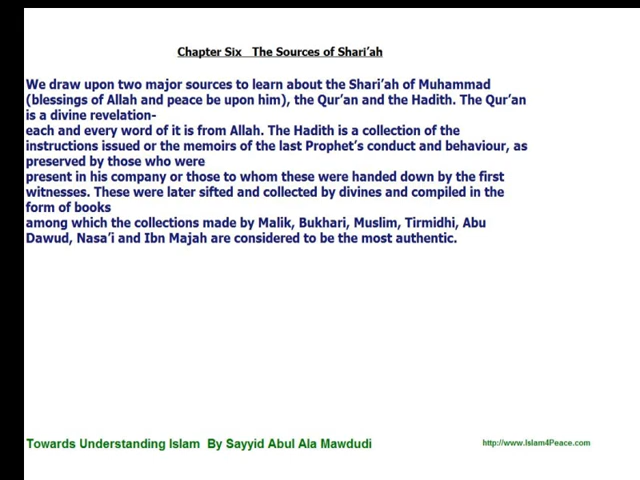 Chapter Six   The Sources of Shari'ah
We draw upon two major sources to learn about the Shari'ah of Muhammad
(blessings of Allah and peace be upon him), the Qur'an and the Hadith. The Qur'an
is a divine revelation-
each and every word of it is from Allah. The Hadith is a collection of the
instructions issued or the memoirs of the last Prophet's conduct and behaviour, as
preserved by those who were
present in his company or those to whom these were handed down by the first
witnesses. These were later sifted and collected by divines and compiled in the
form of books
among which the collections made by Malik, Bukhari, Muslim, Tirmidhi, Abu
Dawud, Nasa'i and Ibn Majah are considered to be the most authentic.
Towards Understanding Islam  By Sayyid Abul Ala Mawdudi
http://www.Islam4Peace.com